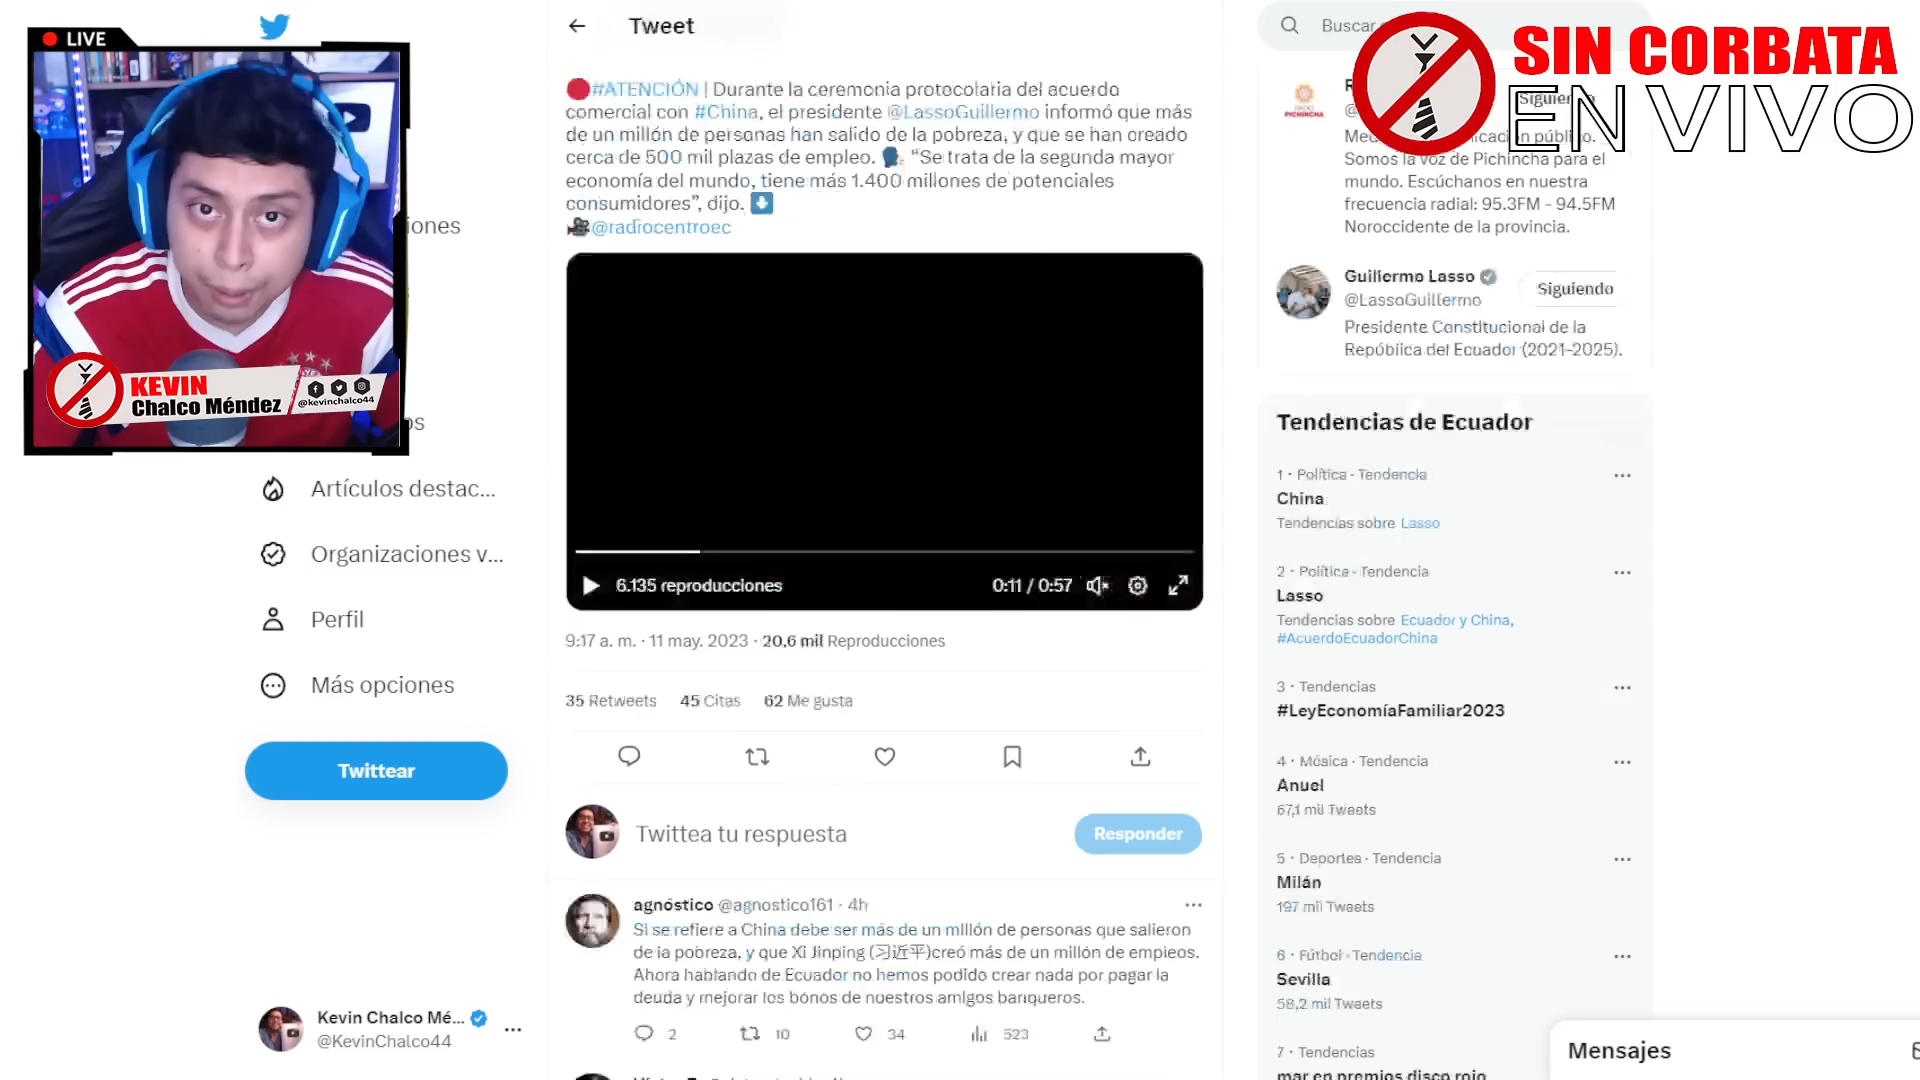 LIVE
KEVIN
Chalco Méndez
@kevinchalco44
iones
os
Artículos destac...
Organizaciones v...
Perfil
Más opciones
Twittear
Kevin Chalco Mé...
@KevinChalco44
Tweet
#ATENCIÓN | Durante la ceremonia protocolaria del acuerdo
comercial con #China, el presidente @LassoGuillermo informó que más
de un millón de personas han salido de la pobreza, y que se han creado
cerca de 500 mil plazas de empleo. “Se trata de la segunda mayor
economía del mundo, tiene más 1.400 millones de potenciales
consumidores”, dijo.
@radiocentroec
6.135 reproducciones
0:11 / 0:57
9:17 a. m. · 11 may. 2023 · 20,6 mil Reproducciones
35 Retweets 45 Citas 62 Me gusta
Twittea tu respuesta
Responder
agnóstico @agnostico161 · 4h
Si se refiere a China debe ser más de un millón de personas que salieron
de la pobreza, y que Xi Jinping (习近平)creó más de un millón de empleos.
Ahora hablando de Ecuador no hemos podido crear nada por pagar la
deuda y mejorar los bonos de nuestros amigos banqueros.
2 10 34 523
Buscar
SIN CORBATA
EN VIVO
PICHINCHA
Siguiendo
público.
Somos la voz de Pichincha para el
mundo. Escúchanos en nuestra
frecuencia radial: 95.3FM - 94.5FM
Noroccidente de la provincia.
Guillermo Lasso
@LassoGuillermo
Siguiendo
Presidente Constitucional de la
República del Ecuador (2021-2025).
Tendencias de Ecuador
1 · Política · Tendencia
China
Tendencias sobre Lasso
2 · Política · Tendencia
Lasso
Tendencias sobre Ecuador y China,
#AcuerdoEcuadorChina
3 · Tendencias
#LeyEconomíaFamiliar2023
4 · Música · Tendencia
Anuel
67,1 mil Tweets
5 · Deportes · Tendencia
Milán
197 mil Tweets
6 · Fútbol · Tendencia
Sevilla
58,2 mil Tweets
7 · Tendencias
mar en premios disco rojo
Mensajes